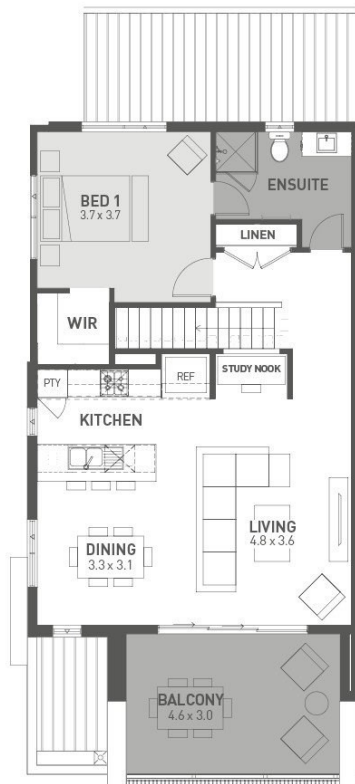 BED 1
3.7 x 3.7
ENSUITE
LINEN
WIR
PTY
REF
STUDY NOOK
KITCHEN
LIVING
4.8 x 3.6
DINING
3.3 x 3.1
BALCONY
4.6 x 3.0